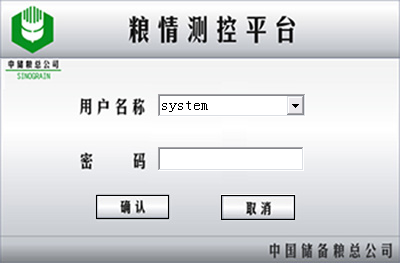 粮情测控平台
中储粮总公司
SINOGRAIN
用户名称 system
密 码
确认 取消
中国储备粮总公司